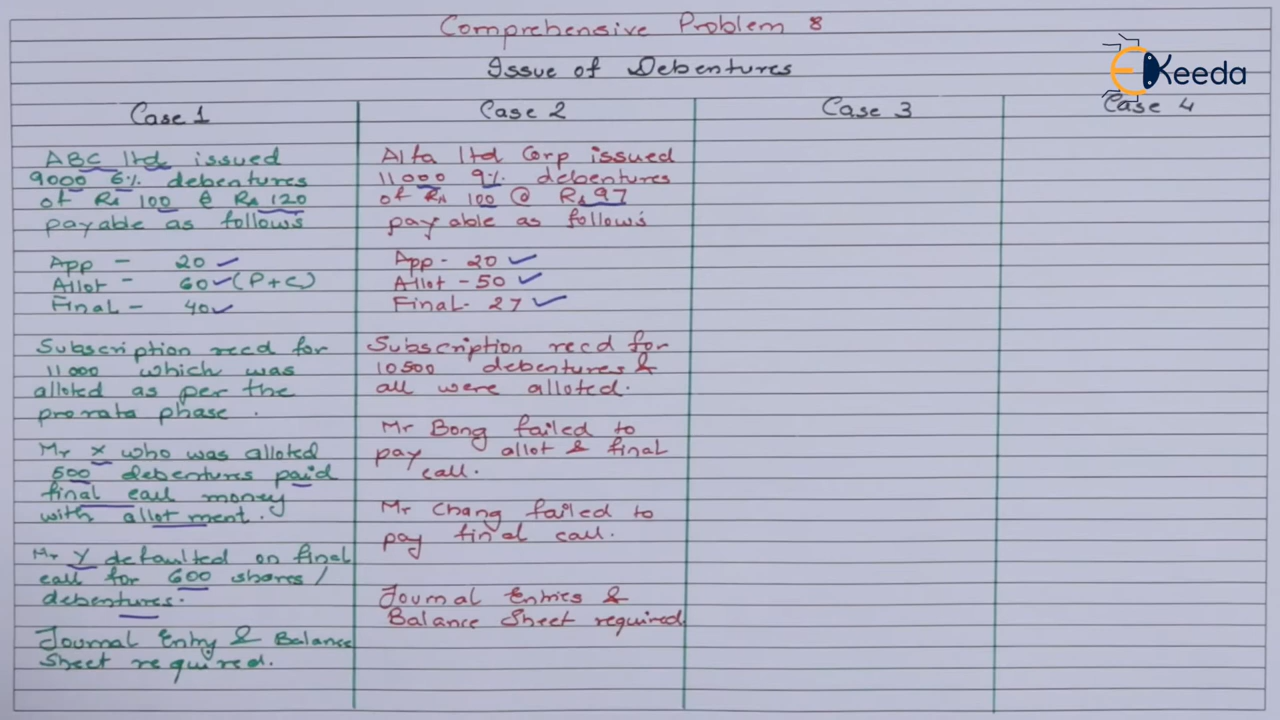 Comprehensive Problem 8
Issue of Debentures
Keeda
Case 1
ABC ltd issued
9000 6% debentures
of Rs 100 @ Rs 120
payable as follows
App - 20
Allot - 60 (P+C)
Final - 40
Subscription recd for
11000 which was
alloted as per the
prorata phase.
Mr X who was alloted
500 debentures paid
final call money
with allotment.
Mr Y defaulted on final
call for 600 shares /
debentures.
Journal Entry & Balance
Sheet required.
Case 2
Alfa ltd Corp issued
11000 9% debentures
of Rs 100 @ Rs 97
payable as follows
App - 20
Allot - 50
Final - 27
Subscription recd for
10500 debentures &
all were alloted.
Mr Bong failed to
pay allot & final
call.
Mr Chang failed to
pay final call.
Journal Entries &
Balance Sheet required
Case 3
Case 4